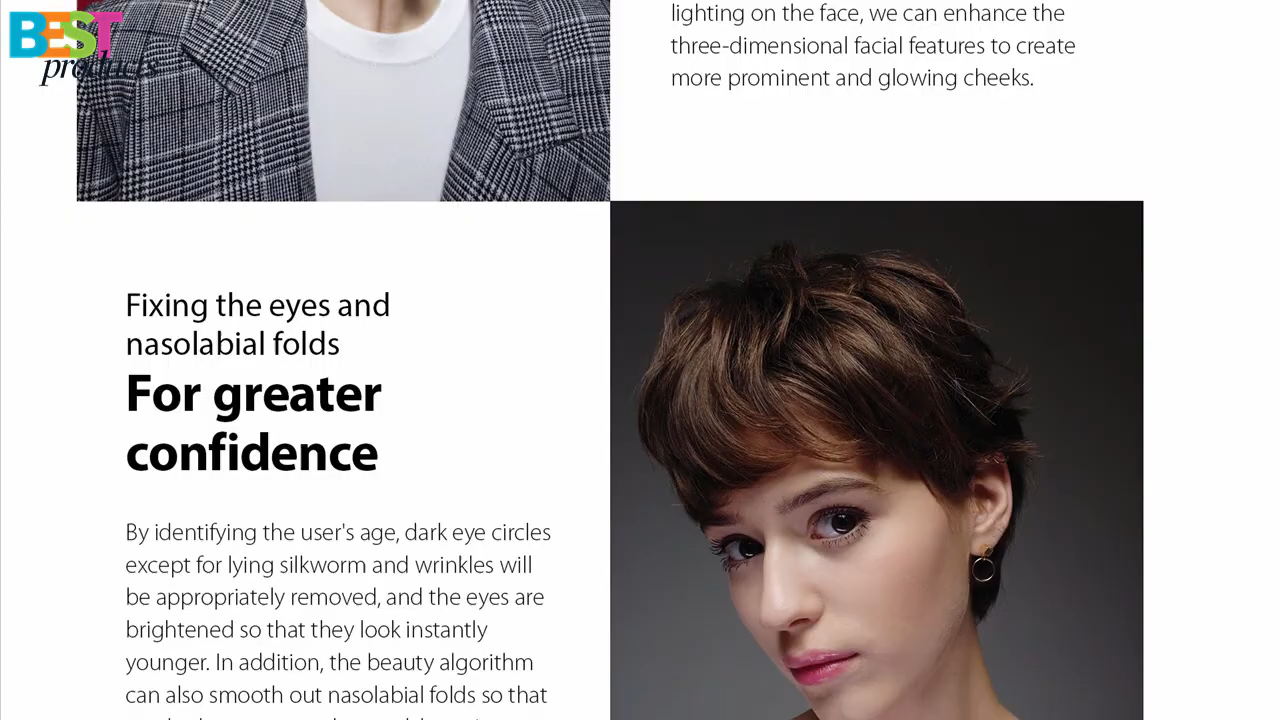 BEST
products
lighting on the face, we can enhance the
three-dimensional facial features to create
more prominent and glowing cheeks.
Fixing the eyes and
nasolabial folds
For greater
confidence
By identifying the user's age, dark eye circles
except for lying silkworm and wrinkles will
be appropriately removed, and the eyes are
brightened so that they look instantly
younger. In addition, the beauty algorithm
can also smooth out nasolabial folds so that